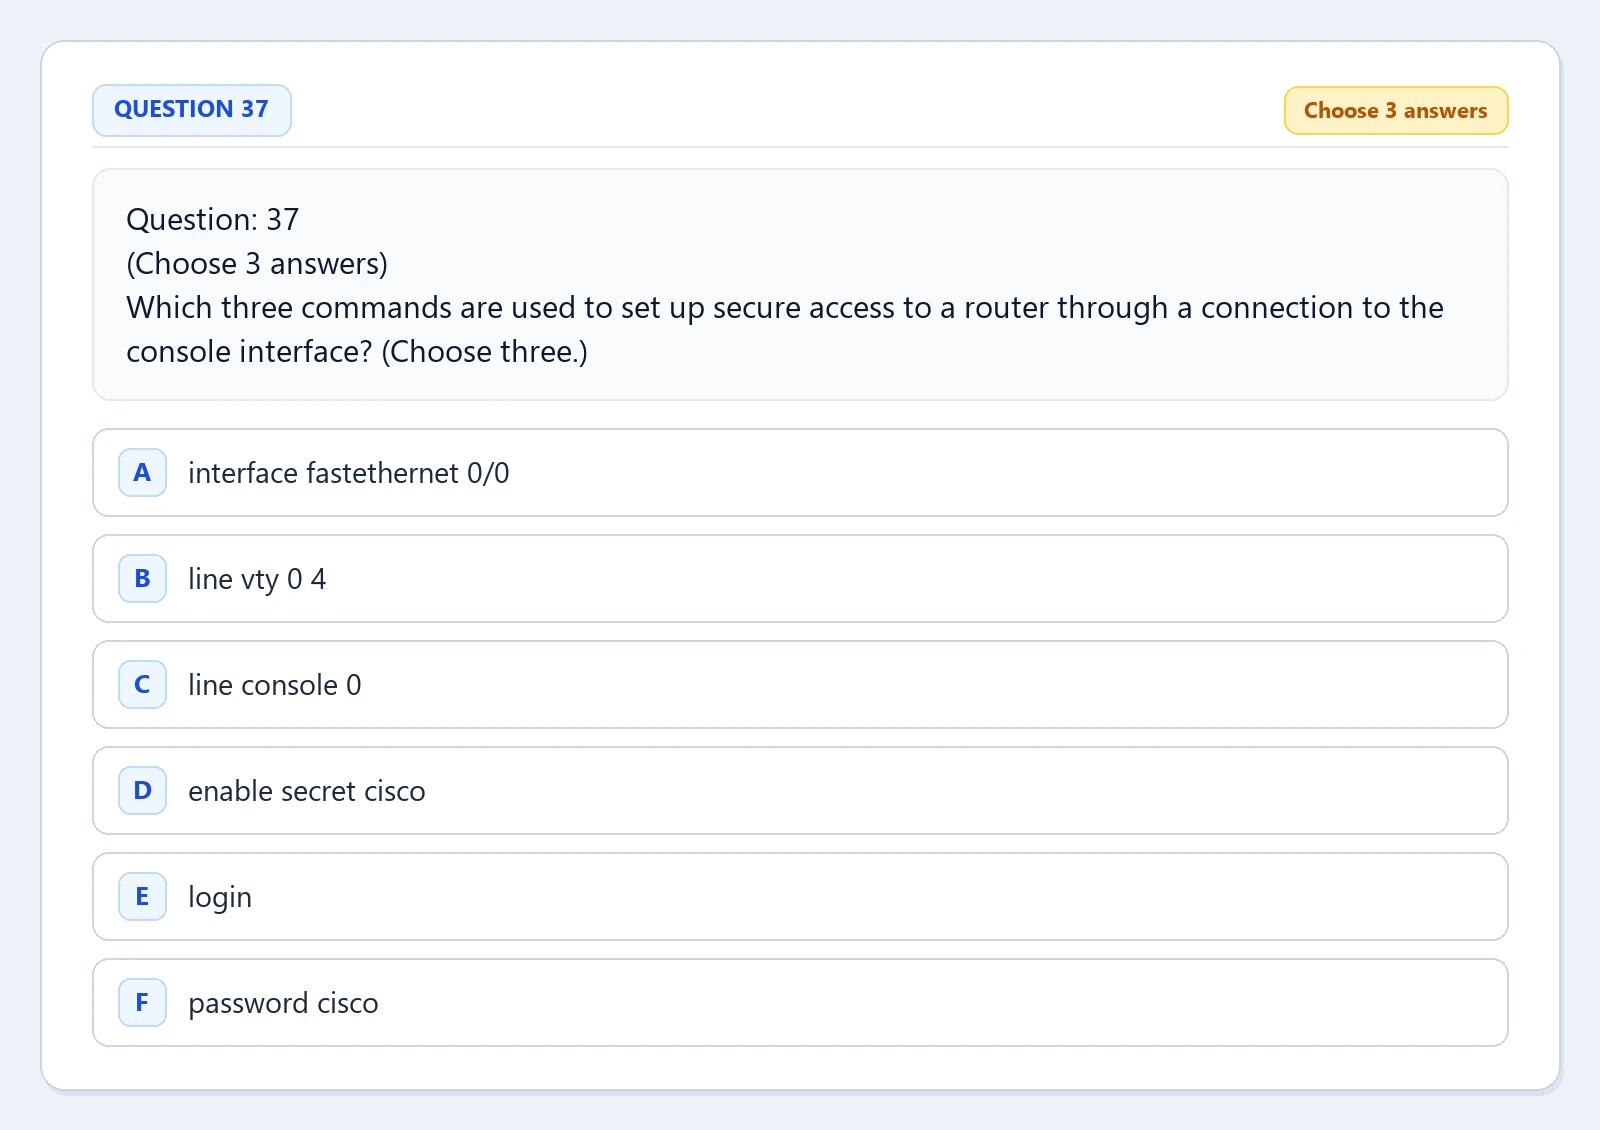 QUESTION 37
Choose 3 answers
Question: 37
(Choose 3 answers)
Which three commands are used to set up secure access to a router through a connection to the
console interface? (Choose three.)
A interface fastethernet 0/0
B line vty 0 4
C line console 0
D enable secret cisco
E login
F password cisco